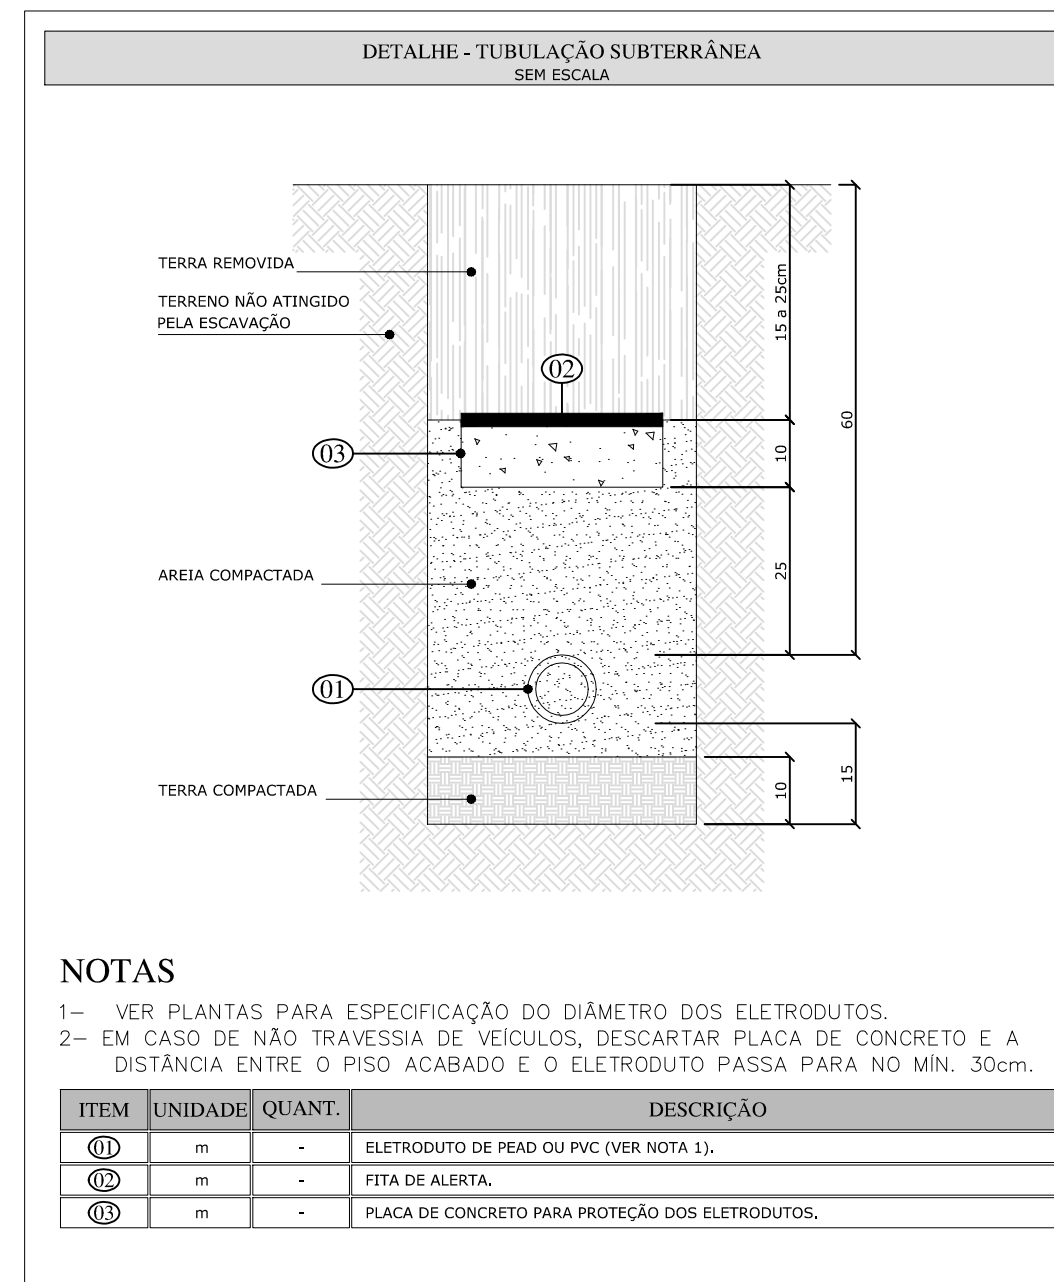 DETALHE - TUBULAÇÃO SUBTERRÂNEA
SEM ESCALA
TERRA REMOVIDA
TERRENO NÃO ATINGIDO
PELA ESCAVAÇÃO
15 a 25cm
02
60
03
10
25
AREIA COMPACTADA
01
15
10
TERRA COMPACTADA
NOTAS
1- VER PLANTAS PARA ESPECIFICAÇÃO DO DIÂMETRO DOS ELETRODUTOS.
2- EM CASO DE NÃO TRAVESSIA DE VEÍCULOS, DESCARTAR PLACA DE CONCRETO E A
DISTÂNCIA ENTRE O PISO ACABADO E O ELETRODUTO PASSA PARA NO MÍN. 30cm.
ITEM UNIDADE QUANT. DESCRIÇÃO
01 m - ELETRODUTO DE PEAD OU PVC (VER NOTA 1).
02 m - FITA DE ALERTA.
03 m - PLACA DE CONCRETO PARA PROTEÇÃO DOS ELETRODUTOS.